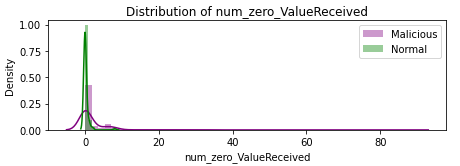 Distribution of num_zero_ValueReceived
Malicious
Normal
Density
1.00
0.75
0.50
0.25
0.00
0 20 40 60 80
num_zero_ValueReceived